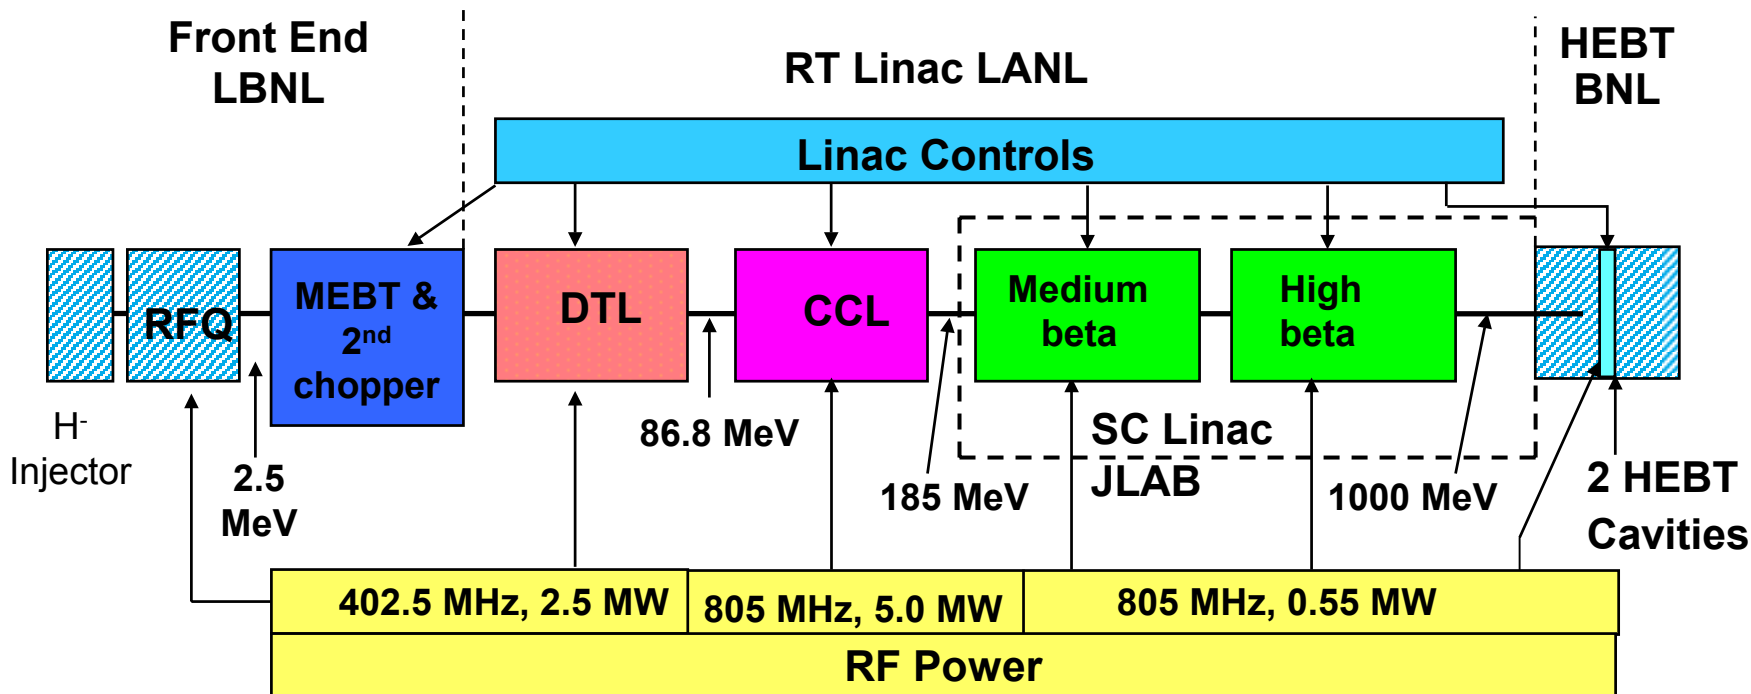 Front End
LBNL
RT Linac LANL
HEBT
BNL
Linac Controls
RFQ
MEBT &
2nd
chopper
DTL
CCL
Medium
beta
High
beta
H-
Injector
2.5
MeV
86.8 MeV
185 MeV
SC Linac
JLAB
1000 MeV
2 HEBT
Cavities
402.5 MHz, 2.5 MW
805 MHz, 5.0 MW
805 MHz, 0.55 MW
RF Power